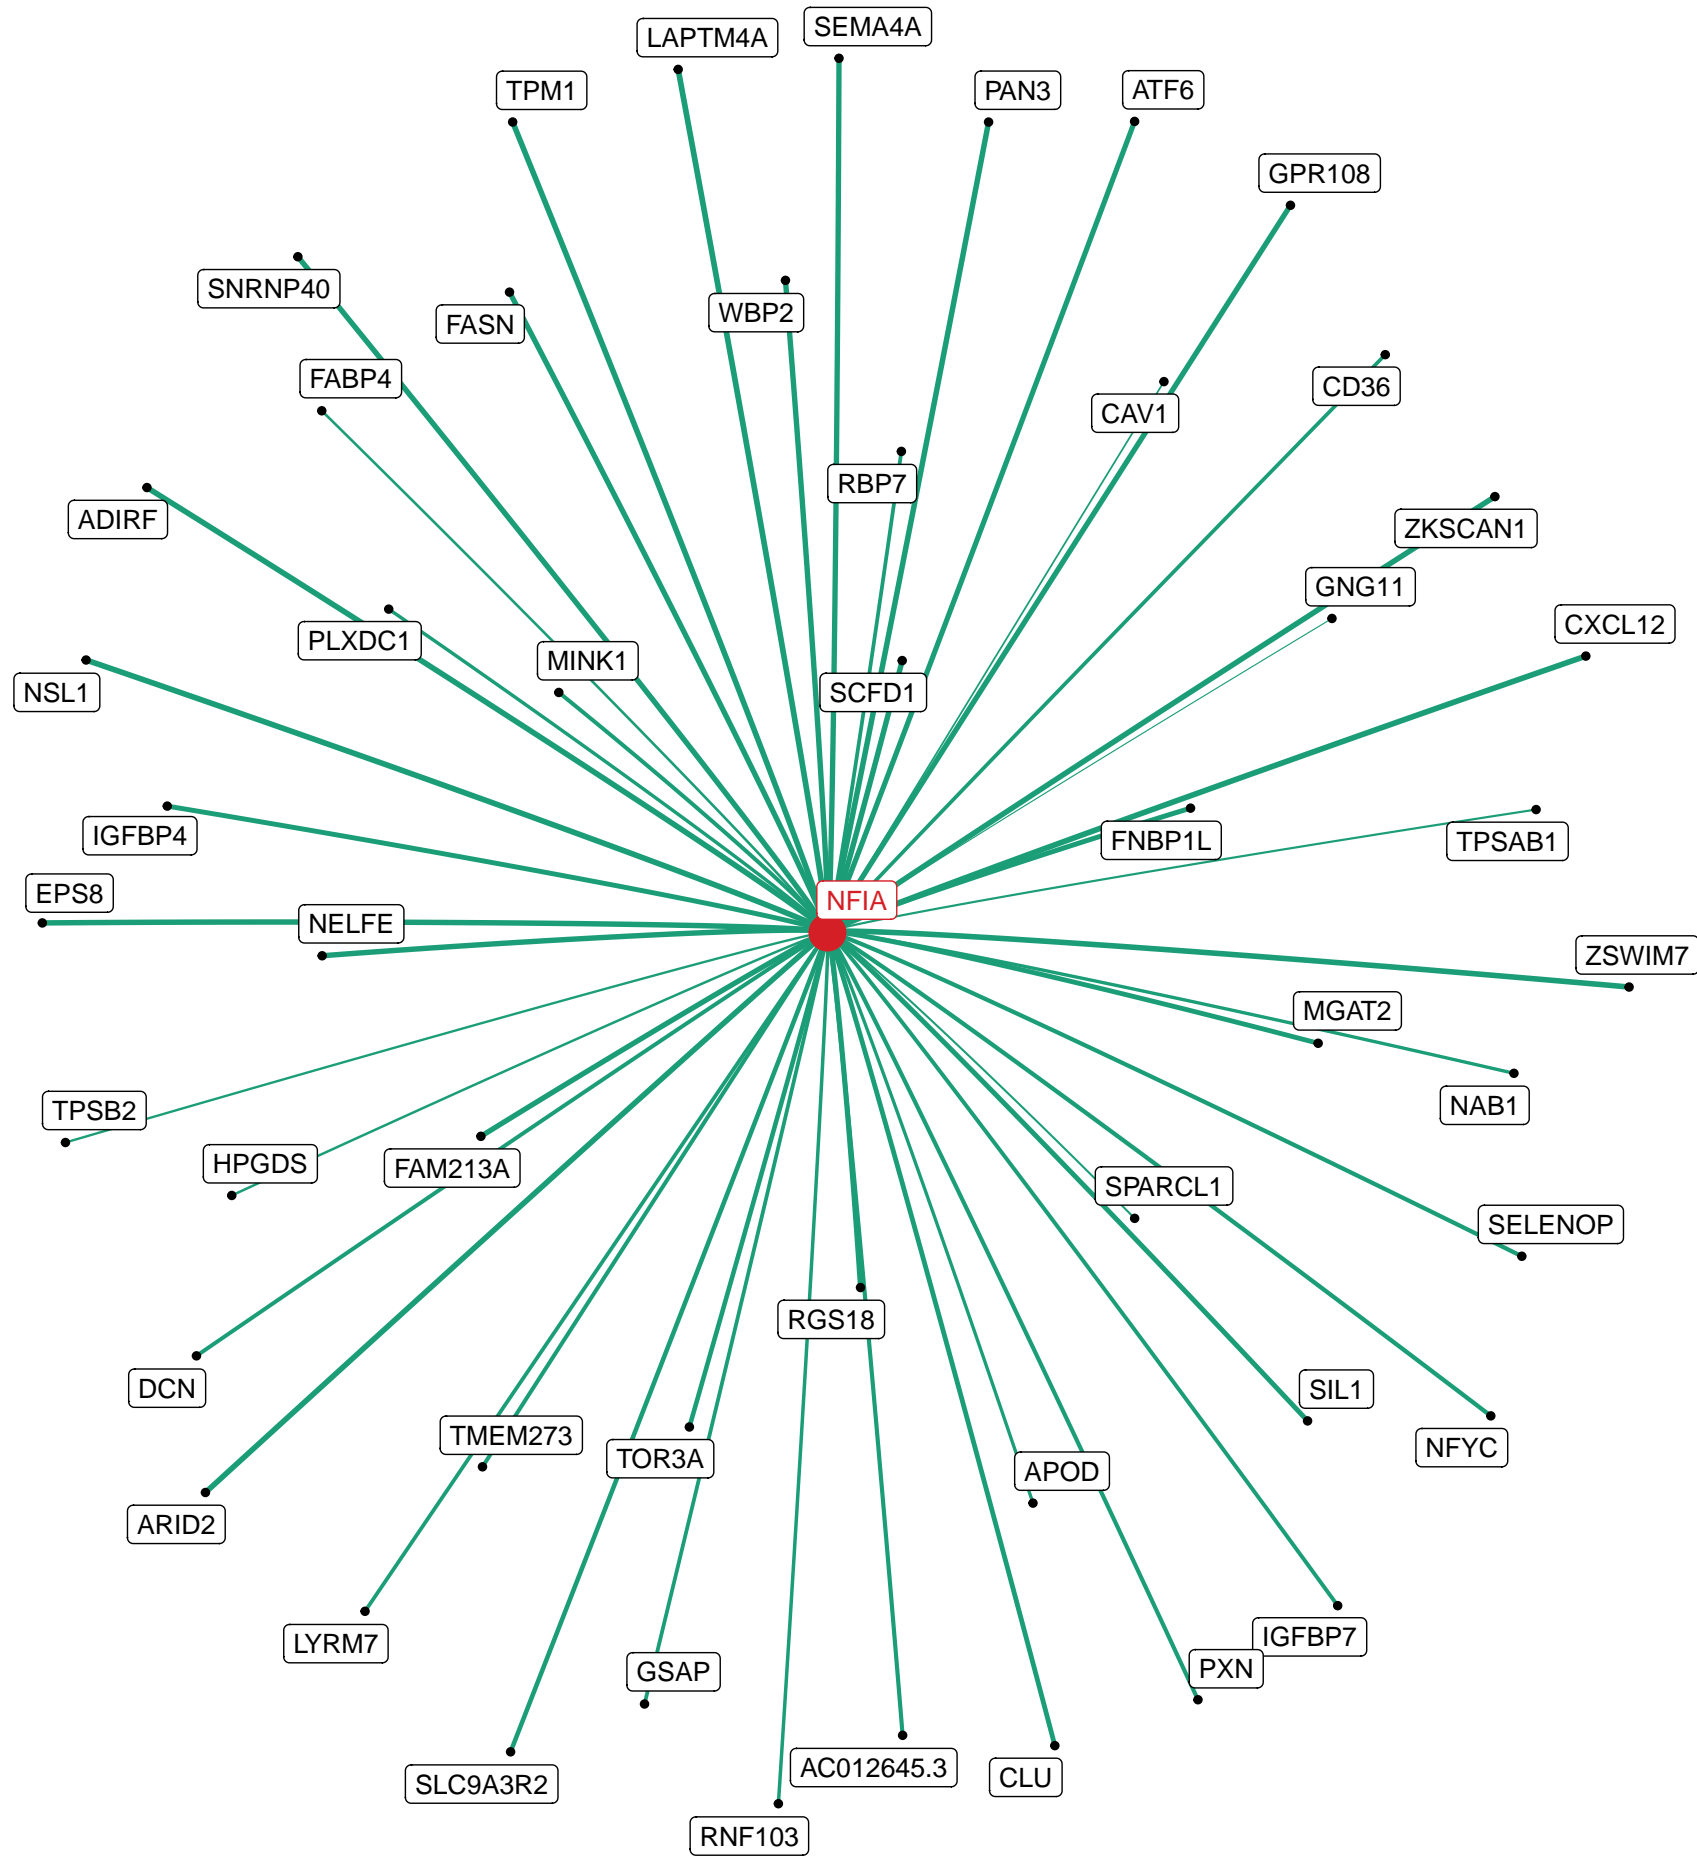 SEMA4A
LAPTM4A
TPM1
PAN3
ATF6
GPR108
SNRNP40
WBP2
FASN
FABP4
CD36
CAV1
RBP7
ADIRF
ZKSCAN1
GNG11
CXCL12
PLXDC1
MINK1
NSL1
SCFD1
IGFBP4
FNBP1L
TPSAB1
EPS8
NFIA
NELFE
ZSWIM7
MGAT2
TPSB2
NAB1
HPGDS
FAM213A
SPARCL1
SELENOP
RGS18
DCN
SIL1
TMEM273
NFYC
TOR3A
APOD
ARID2
LYRM7
IGFBP7
GSAP
PXN
AC012645.3
CLU
SLC9A3R2
RNF103